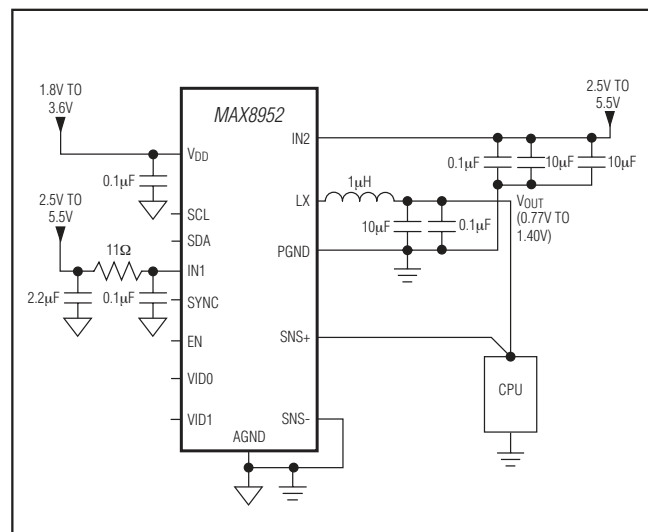 1.8V TO
3.6V
MAX8952
2.5V TO
5.5V
IN2
VDD
0.1µF
0.1µF
10µF
10µF
1µH
2.5V TO
5.5V
LX
SCL
VOUT
(0.77V TO
1.40V)
10µF
0.1µF
SDA
11Ω
PGND
IN1
2.2µF
0.1µF
SYNC
SNS+
EN
CPU
VID0
VID1
SNS-
AGND